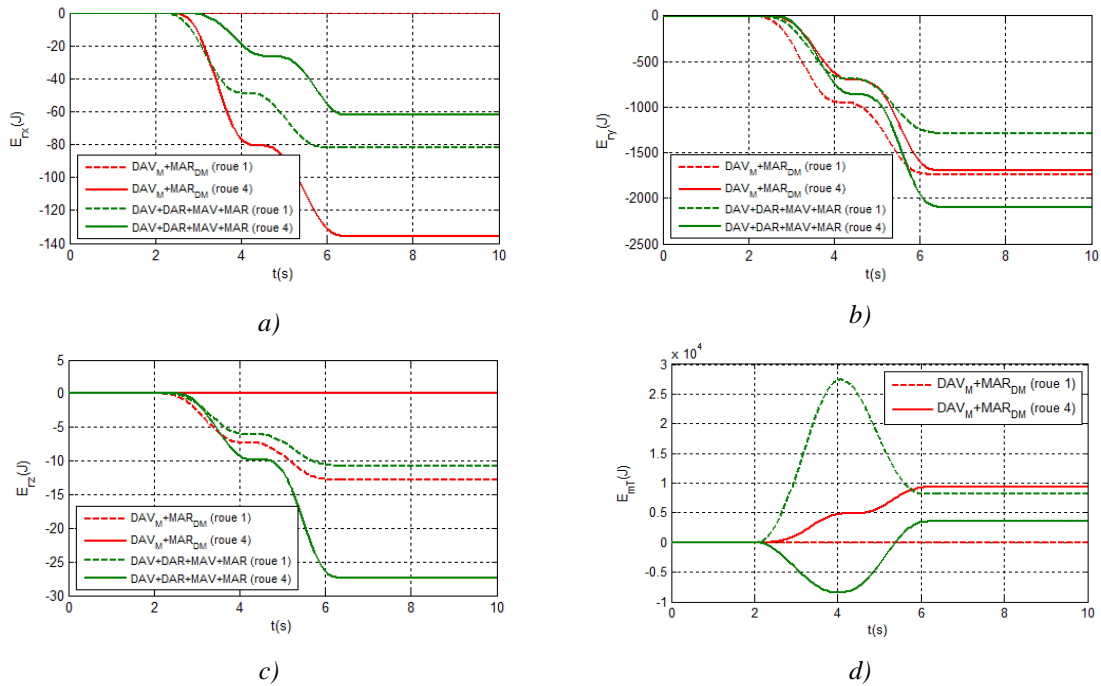 0
-20
-40
-60
-80
-100
-120
-140
E_rx(J)
DAV_M+MAR_DM (roue 1)
DAV_M+MAR_DM (roue 4)
DAV+DAR+MAV+MAR (roue 1)
DAV+DAR+MAV+MAR (roue 4)
0 2 4 6 8 10
t(s)
a)
0
-500
-1000
-1500
-2000
-2500
E_ry(J)
DAV_M+MAR_DM (roue 1)
DAV_M+MAR_DM (roue 4)
DAV+DAR+MAV+MAR (roue 1)
DAV+DAR+MAV+MAR (roue 4)
0 2 4 6 8 10
t(s)
b)
5
0
-5
-10
-15
-20
-25
-30
E_rz(J)
DAV_M+MAR_DM (roue 1)
DAV_M+MAR_DM (roue 4)
DAV+DAR+MAV+MAR (roue 1)
DAV+DAR+MAV+MAR (roue 4)
0 2 4 6 8 10
t(s)
c)
x 10^4
3
2.5
2
1.5
1
0.5
0
-0.5
-1
E_mT(J)
DAV_M+MAR_DM (roue 1)
DAV_M+MAR_DM (roue 4)
0 2 4 6 8 10
t(s)
d)